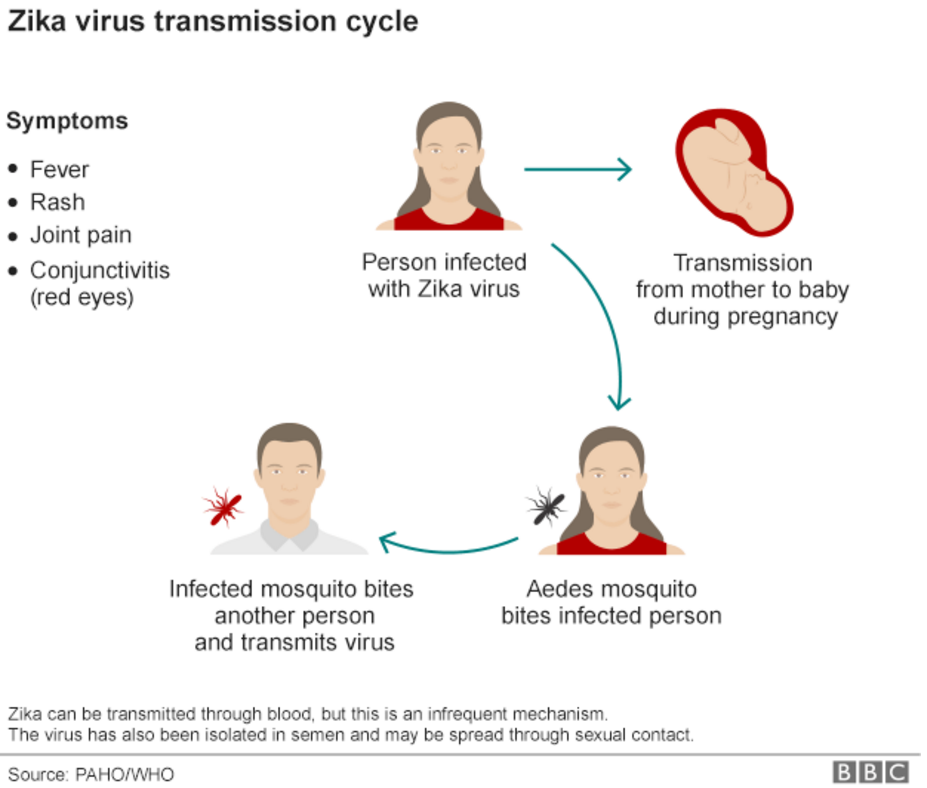 Zika virus transmission cycle
Symptoms
• Fever
• Rash
• Joint pain
• Conjunctivitis
(red eyes)
Person infected
with Zika virus
Transmission
from mother to baby
during pregnancy
Aedes mosquito
bites infected person
Infected mosquito bites
another person
and transmits virus
Zika can be transmitted through blood, but this is an infrequent mechanism.
The virus has also been isolated in semen and may be spread through sexual contact.
Source: PAHO/WHO
BBC